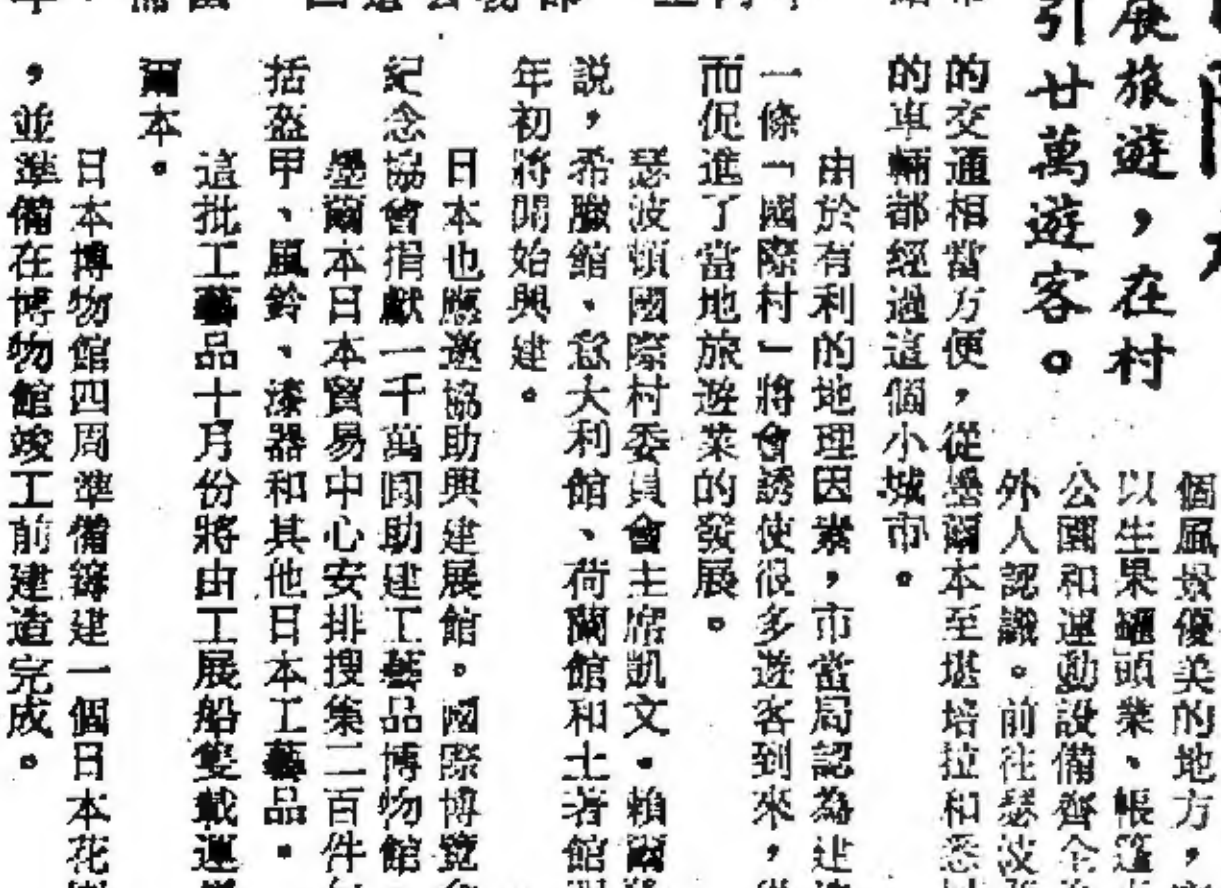 展旅遊，在村
引廿萬遊客。
個風景優美的地方，
以生果罐頭業、帳篷
公園和運動設備齊全
外人認識。前往瑟波
的交通相當方便，從墨爾本至堪培拉和悉
的車輛都經過這個小城市。
由於有利的地理因素，市當局認為建
一條「國際村」將會誘使很多遊客到來，從
而促進了當地旅遊業的發展。
瑟波頓國際村委員會主席凱文•賴爾
說，希臘館、意大利館、荷蘭館和土著館
年初將開始興建。
日本也應邀協助興建展館。國際博覽
紀念協會捐獻一千萬圓助建工藝品博物館
墨爾本日本貿易中心安排搜集二百件
括盔甲、風鈴、漆器和其他日本工藝品。
這批工藝品十月份將由工展船隻載運
爾本。
日本博物館四周準備籌建一個日本花
，並準備在博物館竣工前建造完成。